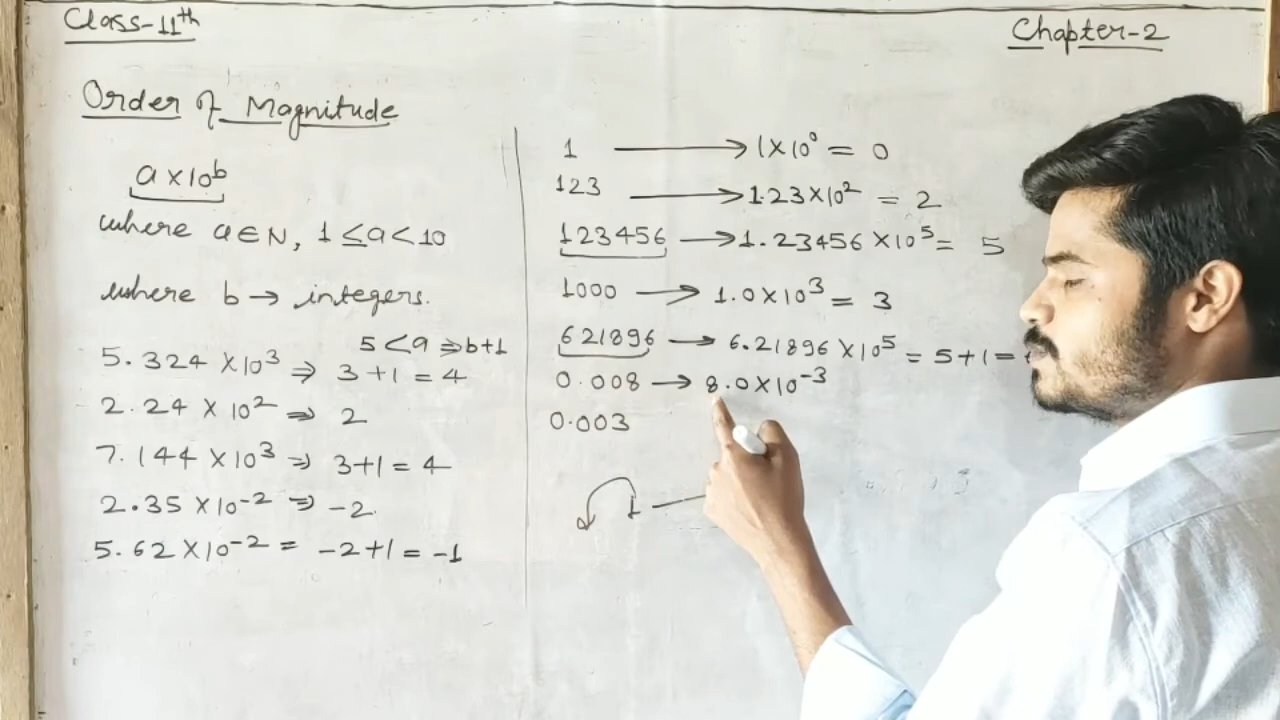 Class-11th
Chapter-2
Order of Magnitude
a×10^b
where a∈N, 1≤a<10
where b→ integers.
5<a ⇒b+1
5.324×10^3 ⇒ 3+1=4
2.24×10^2 ⇒ 2
7.144×10^3 ⇒ 3+1=4
2.35×10^-2 ⇒ -2
5.62×10^-2 = -2+1=-1
1 → 1×10^0 = 0
123 → 1.23×10^2 = 2
123456 → 1.23456×10^5 = 5
1000 → 1.0×10^3 = 3
621896 → 6.21896×10^5 = 5+1=
0.008 → 8.0×10^-3
0.003